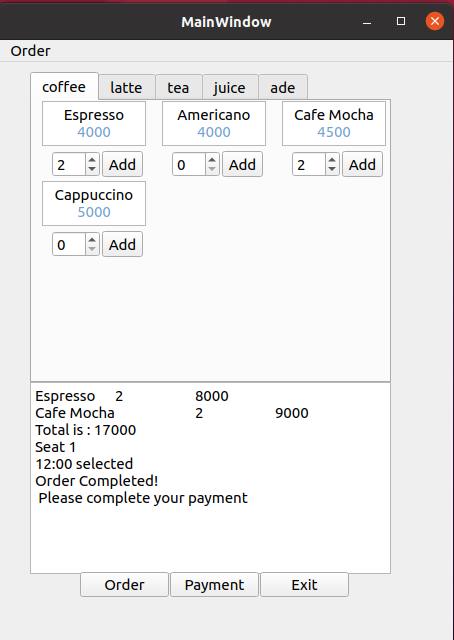 MainWindow
Order
coffee latte tea juice ade
Espresso Americano Cafe Mocha
4000 4000 4500
2 Add 0 Add 2 Add
Cappuccino
5000
0 Add
Espresso 2 8000
Cafe Mocha 2 9000
Total is : 17000
Seat 1
12:00 selected
Order Completed!
Please complete your payment
Order Payment Exit